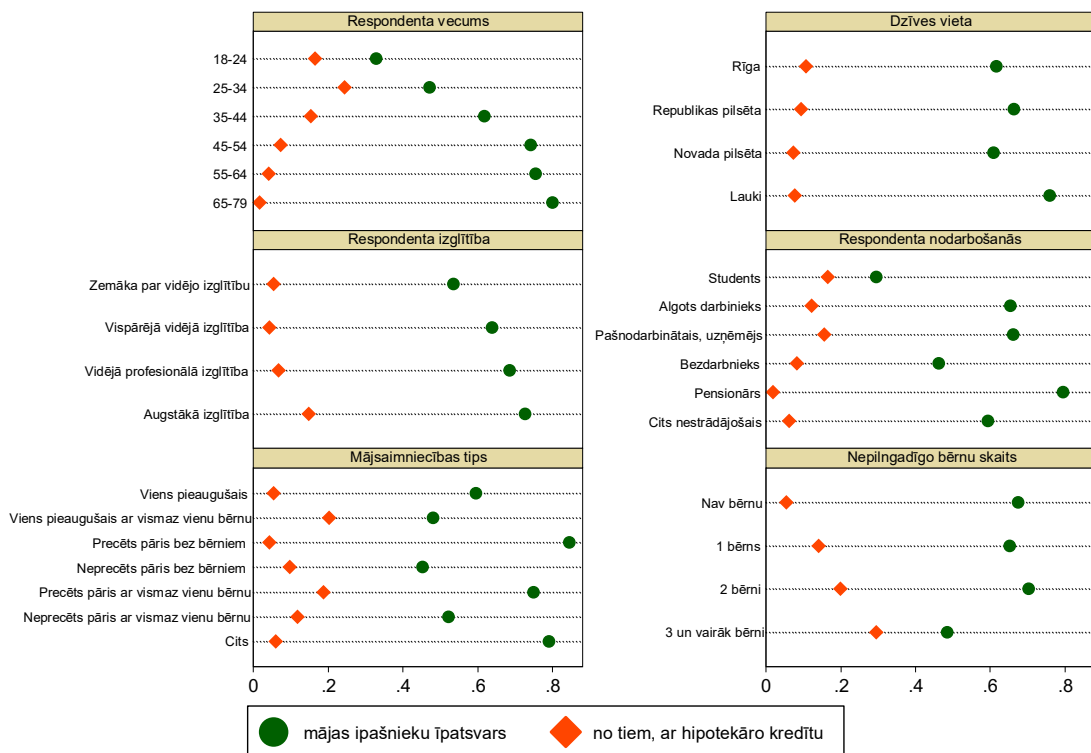 Respondenta vecums
18-24
25-34
35-44
45-54
55-64
65-79
Respondenta izglītība
Zemāka par vidējo izglītību
Vispārējā vidējā izglītība
Vidējā profesionālā izglītība
Augstākā izglītība
Mājsaimniecības tips
Viens pieaugušais
Viens pieaugušais ar vismaz vienu bērnu
Precēts pāris bez bērniem
Neprecēts pāris bez bērniem
Precēts pāris ar vismaz vienu bērnu
Neprecēts pāris ar vismaz vienu bērnu
Cits
0 .2 .4 .6 .8
Dzīves vieta
Rīga
Republikas pilsēta
Novada pilsēta
Lauki
Respondenta nodarbošanās
Students
Algots darbinieks
Pašnodarbinātais, uzņēmējs
Bezdarbnieks
Pensionārs
Cits nestrādājošais
Nepilngadīgo bērnu skaits
Nav bērnu
1 bērns
2 bērni
3 un vairāk bērni
0 .2 .4 .6 .8
mājas ipašnieku īpatsvars
no tiem, ar hipotekāro kredītu